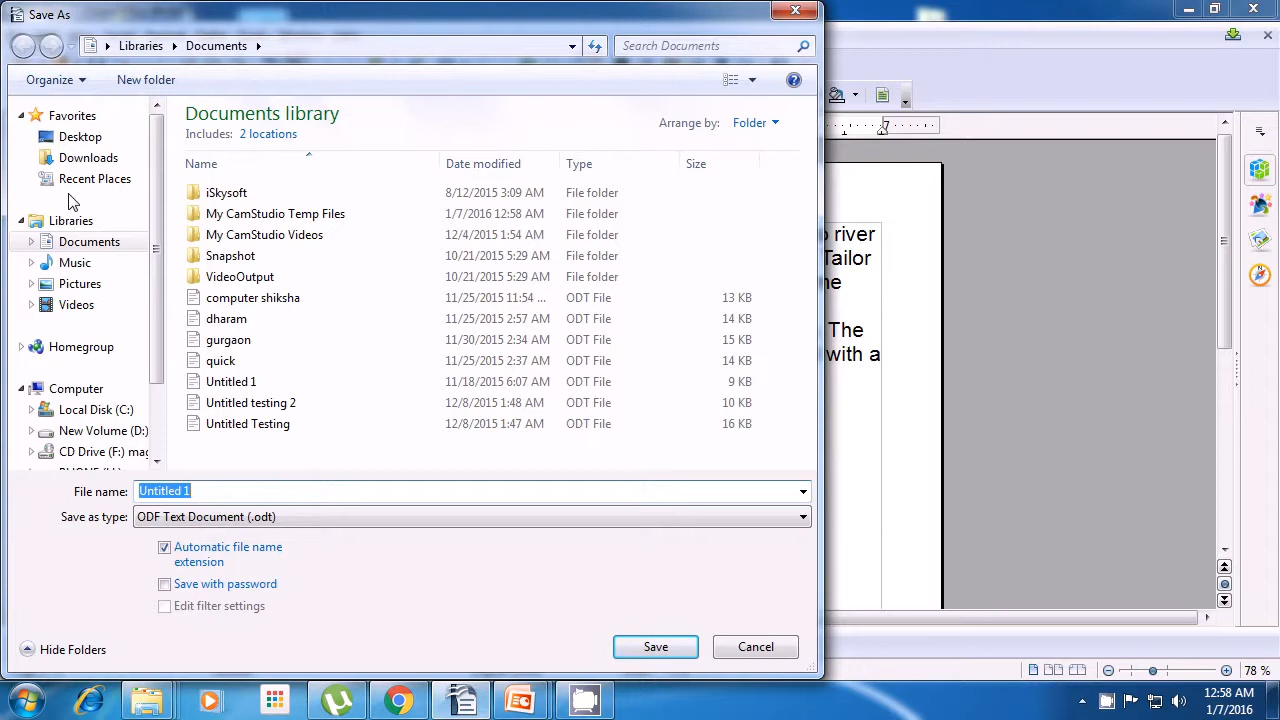 Save As
Libraries Documents
Search Documents
Organize
New folder
Favorites
Desktop
Downloads
Recent Places
Libraries
Documents
Music
Pictures
Videos
Homegroup
Computer
Local Disk (C:)
New Volume (D:)
CD Drive (F:) mag
Documents library
Includes: 2 locations
Arrange by: Folder
Name Date modified Type Size
iSkysoft 8/12/2015 3:09 AM File folder
My CamStudio Temp Files 1/7/2016 12:58 AM File folder
My CamStudio Videos 12/4/2015 1:54 AM File folder
Snapshot 10/21/2015 5:29 AM File folder
VideoOutput 10/21/2015 5:29 AM File folder
computer shiksha 11/25/2015 11:54 ... ODT File 13 KB
dharam 11/25/2015 2:57 AM ODT File 14 KB
gurgaon 11/30/2015 2:34 AM ODT File 15 KB
quick 11/25/2015 2:37 AM ODT File 14 KB
Untitled 1 11/18/2015 6:07 AM ODT File 9 KB
Untitled testing 2 12/8/2015 1:48 AM ODT File 10 KB
Untitled Testing 12/8/2015 1:47 AM ODT File 16 KB
File name: Untitled 1
Save as type: ODF Text Document (.odt)
Automatic file name
extension
Save with password
Edit filter settings
Hide Folders
Save
Cancel
7
river
Tailor
The
with a
78 %
12:58 AM
1/7/2016